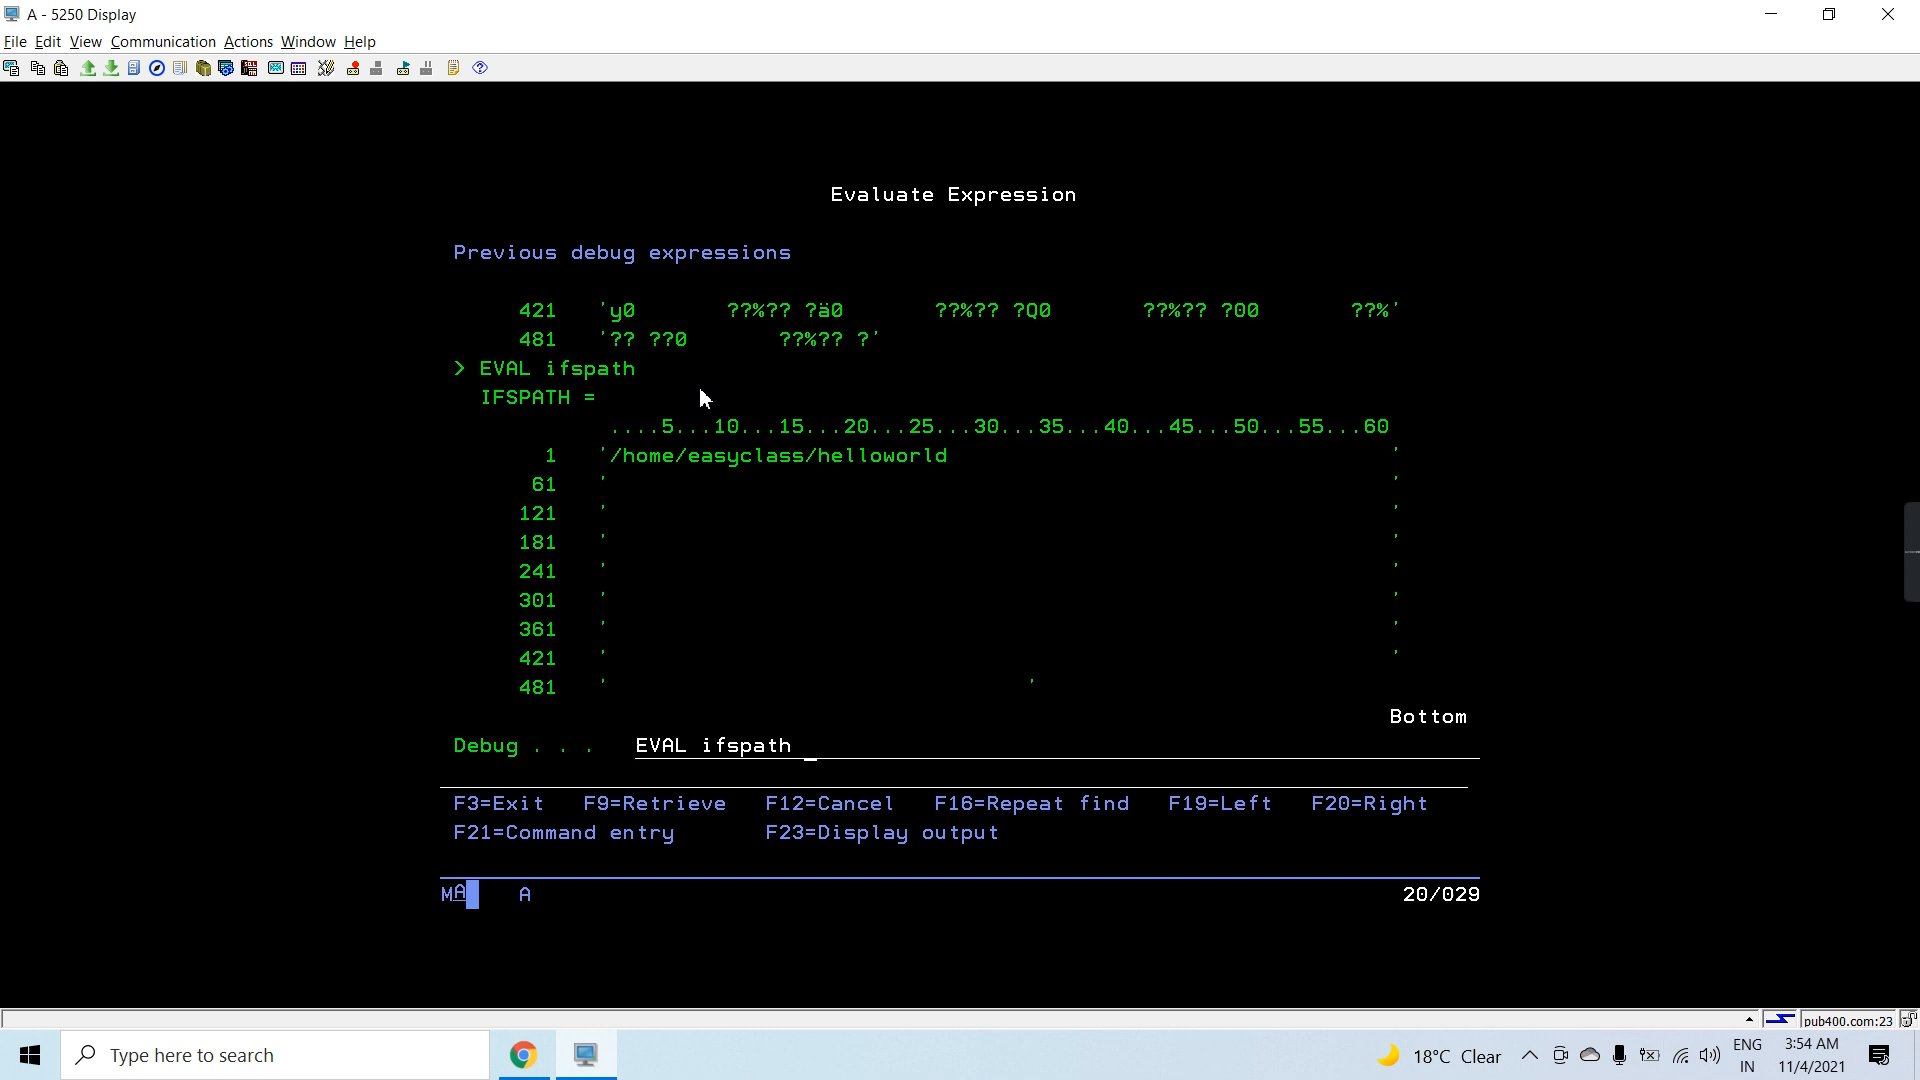 A - 5250 Display
File Edit View Communication Actions Window Help
Evaluate Expression
Previous debug expressions
421 'y0 ??%?? ?ä0 ??%?? ?Q0 ??%?? ?00 ??%'
481 '?? ??0 ??%?? ?'
> EVAL ifspath
IFSPATH =
....5...10...15...20...25...30...35...40...45...50...55...60
1 '/home/easyclass/helloworld '
61 ' '
121 ' '
181 ' '
241 ' '
301 ' '
361 ' '
421 ' '
481 ' '
Bottom
Debug . . . EVAL ifspath _
F3=Exit F9=Retrieve F12=Cancel F16=Repeat find F19=Left F20=Right
F21=Command entry F23=Display output
MA A 20/029
pub400.com:23
Type here to search
18°C Clear
ENG
IN
3:54 AM
11/4/2021